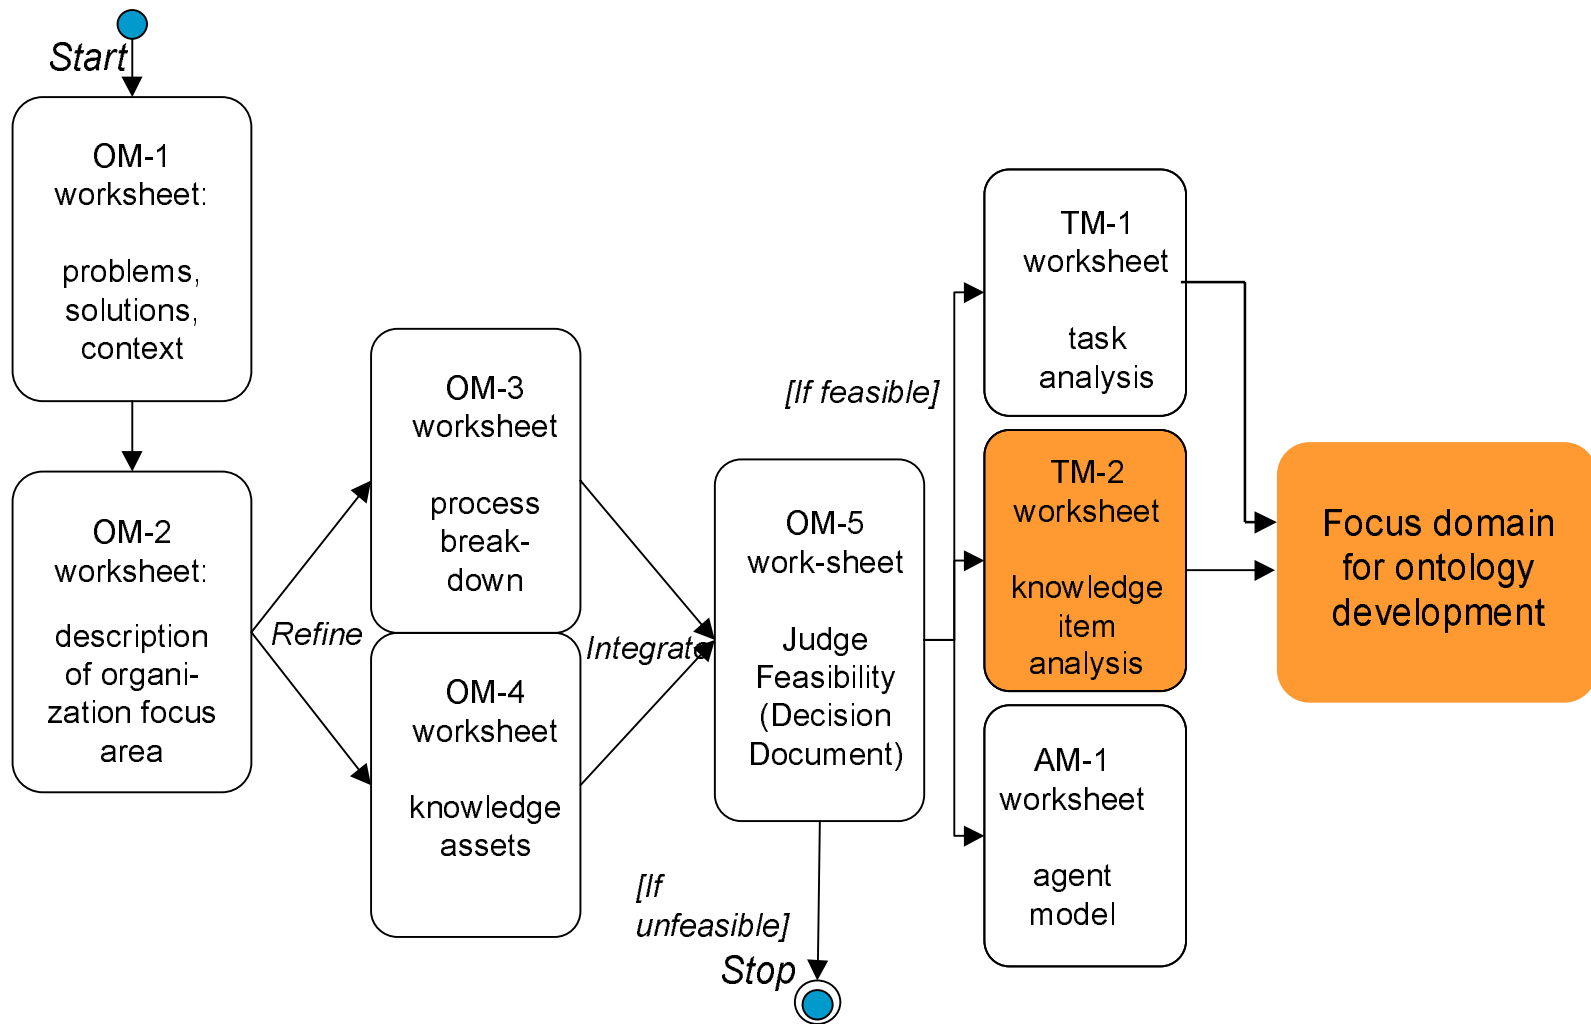 Start
OM-1
worksheet:
problems,
solutions,
context
OM-2
worksheet:
description
of organi-
zation focus
area
Refine
OM-3
worksheet
process
break-
down
OM-4
worksheet
knowledge
assets
Integrate
OM-5
work-sheet
Judge
Feasibility
(Decision
Document)
[If
unfeasible]
Stop
[If feasible]
TM-1
worksheet
task
analysis
TM-2
worksheet
knowledge
item
analysis
AM-1
worksheet
agent
model
Focus domain
for ontology
development